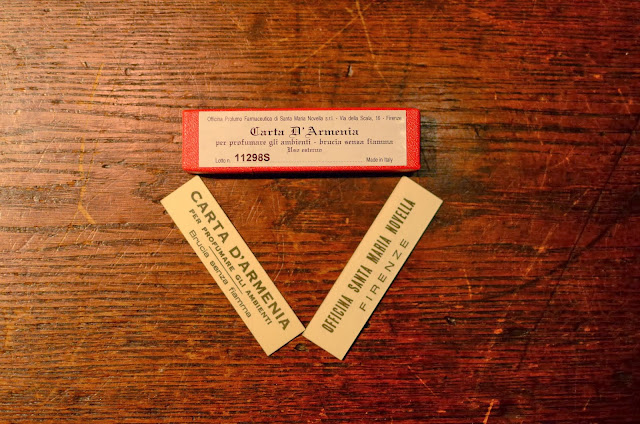 Officina Profumo Farmaceutica di Santa Maria Novella s.r.l. - Via della Scala, 16 - Firenze
Carta D'Armenia
per profumare gli ambienti - brucia senza fiamma
Uso esterno
Lotto n. 11298S Made in Italy
CARTA D'ARMENIA
PER PROFUMARE GLI AMBIENTI
Brucia senza fiamma
OFFICINA SANTA MARIA NOVELLA
FIRENZE